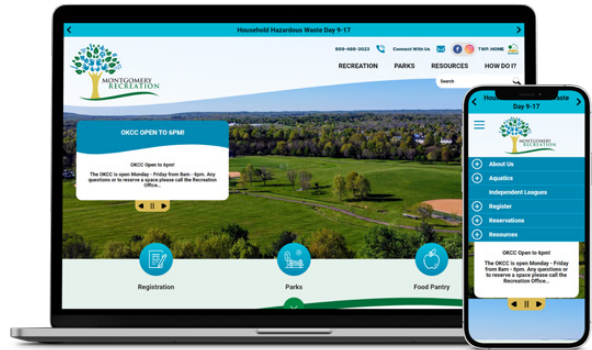 Household Hazardous Waste Day 9-17
609-466-3023
Connect With Us
TWP. HOME
MONTGOMERY
RECREATION
RECREATION
PARKS
RESOURCES
HOW DO I?
Search
OKCC OPEN TO 6PM!
OKCC Open to 6pm!
The OKCC is open Monday - Friday from 8am - 6pm. Any
questions or to reserve a space please call the Recreation
Office...
Registration
Parks
Food Pantry
Waste
Day 9-17
MONTGOMERY
RECREATION
About Us
Aquatics
Independent Leagues
Register
Reservations
Resources
OKCC Open to 6pm!
The OKCC is open Monday - Friday
from 8am - 6pm. Any questions or
to reserve a space please call the
Recreation Office...